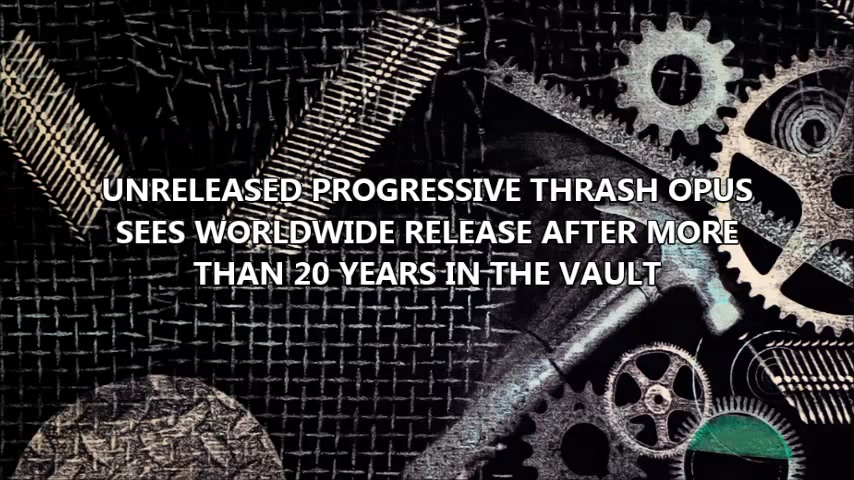 UNRELEASED PROGRESSIVE THRASH OPUS
SEES WORLDWIDE RELEASE AFTER MORE
THAN 20 YEARS IN THE VAULT